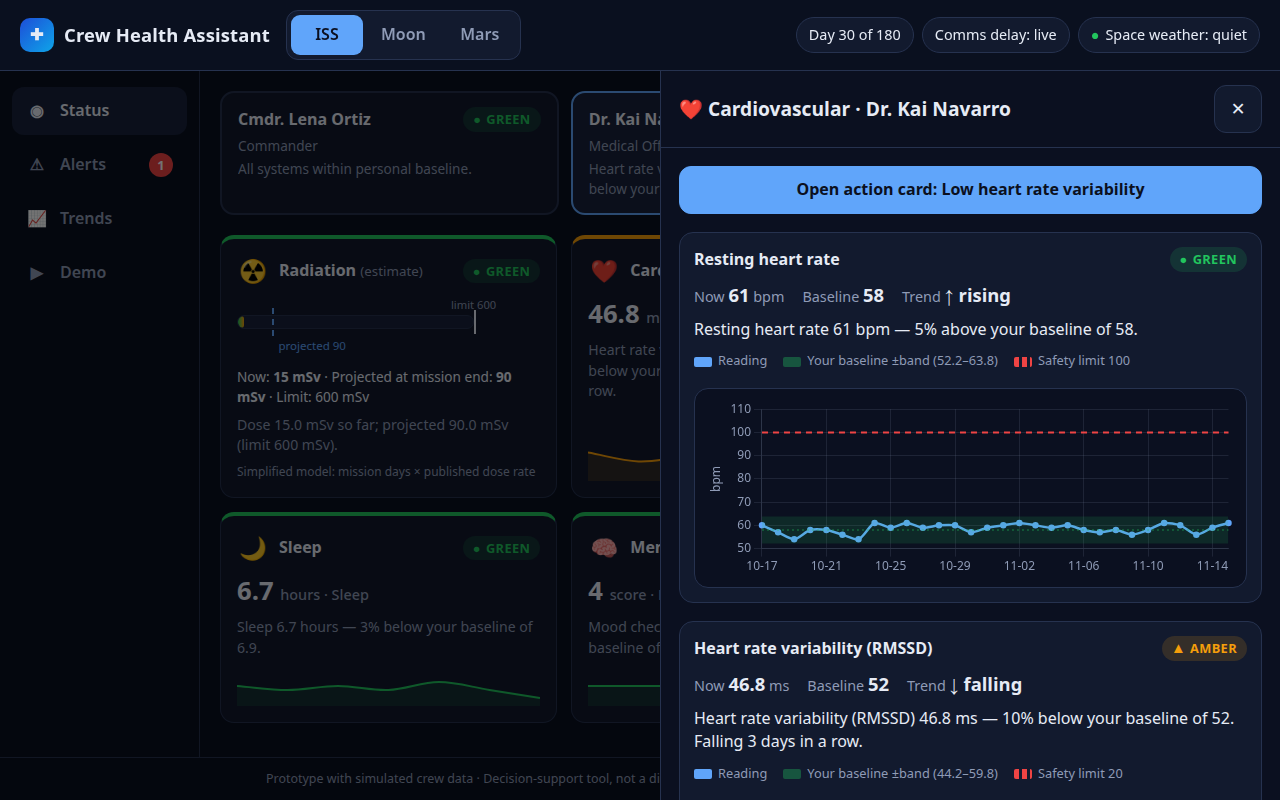 Crew Health Assistant
ISS
Moon
Mars
Day 30 of 180
Comms delay: live
Space weather: quiet
Status
Alerts
1
Trends
Demo
Cmdr. Lena Ortiz
GREEN
Commander
All systems within personal baseline.
Dr. Kai Na
Medical Of
Heart rate v
below your
Radiation (estimate)
GREEN
limit 600
projected 90
Now: 15 mSv · Projected at mission end: 90
mSv · Limit: 600 mSv
Dose 15.0 mSv so far; projected 90.0 mSv
(limit 600 mSv).
Simplified model: mission days × published dose rate
Car
46.8 m
Heart rate
below your
row.
Sleep
GREEN
6.7 hours · Sleep
Sleep 6.7 hours — 3% below your baseline of
6.9.
Mer
4 score ·
Mood chec
baseline of
Prototype with simulated crew data · Decision-support tool, not a di
Cardiovascular · Dr. Kai Navarro
✕
Open action card: Low heart rate variability
Resting heart rate
GREEN
Now 61 bpm Baseline 58 Trend ↑ rising
Resting heart rate 61 bpm — 5% above your baseline of 58.
Reading
Your baseline ±band (52.2–63.8)
Safety limit 100
110
100
90
80
70
60
50
bpm
10-17
10-21
10-25
10-29
11-02
11-06
11-10
11-14
Heart rate variability (RMSSD)
▲ AMBER
Now 46.8 ms Baseline 52 Trend ↓ falling
Heart rate variability (RMSSD) 46.8 ms — 10% below your baseline of 52.
Falling 3 days in a row.
Reading
Your baseline ±band (44.2–59.8)
Safety limit 20